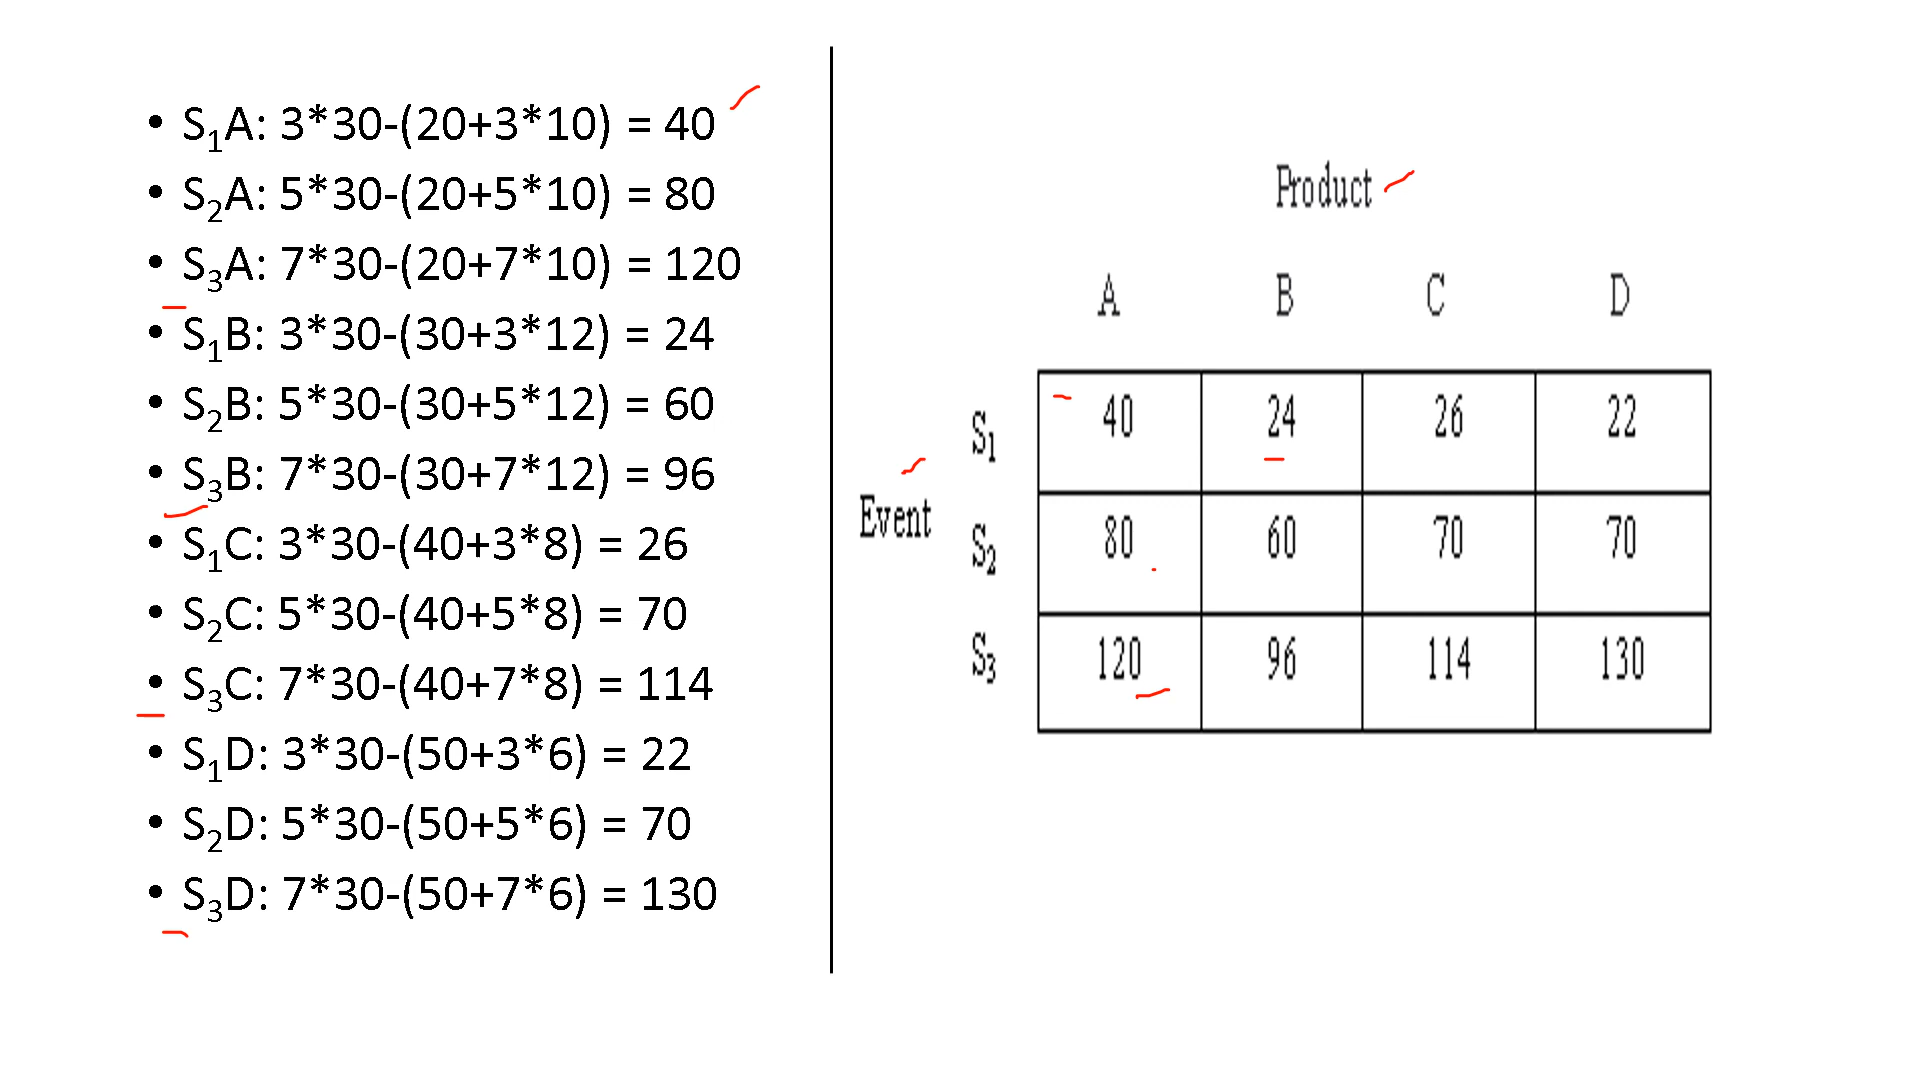 • S₁A: 3*30-(20+3*10) = 40
• S₂A: 5*30-(20+5*10) = 80
• S₃A: 7*30-(20+7*10) = 120
• S₁B: 3*30-(30+3*12) = 24
• S₂B: 5*30-(30+5*12) = 60
• S₃B: 7*30-(30+7*12) = 96
• S₁C: 3*30-(40+3*8) = 26
• S₂C: 5*30-(40+5*8) = 70
• S₃C: 7*30-(40+7*8) = 114
• S₁D: 3*30-(50+3*6) = 22
• S₂D: 5*30-(50+5*6) = 70
• S₃D: 7*30-(50+7*6) = 130
Product
A B C D
S₁ 40 24 26 22
Event
S₂ 80 60 70 70
S₃ 120 96 114 130